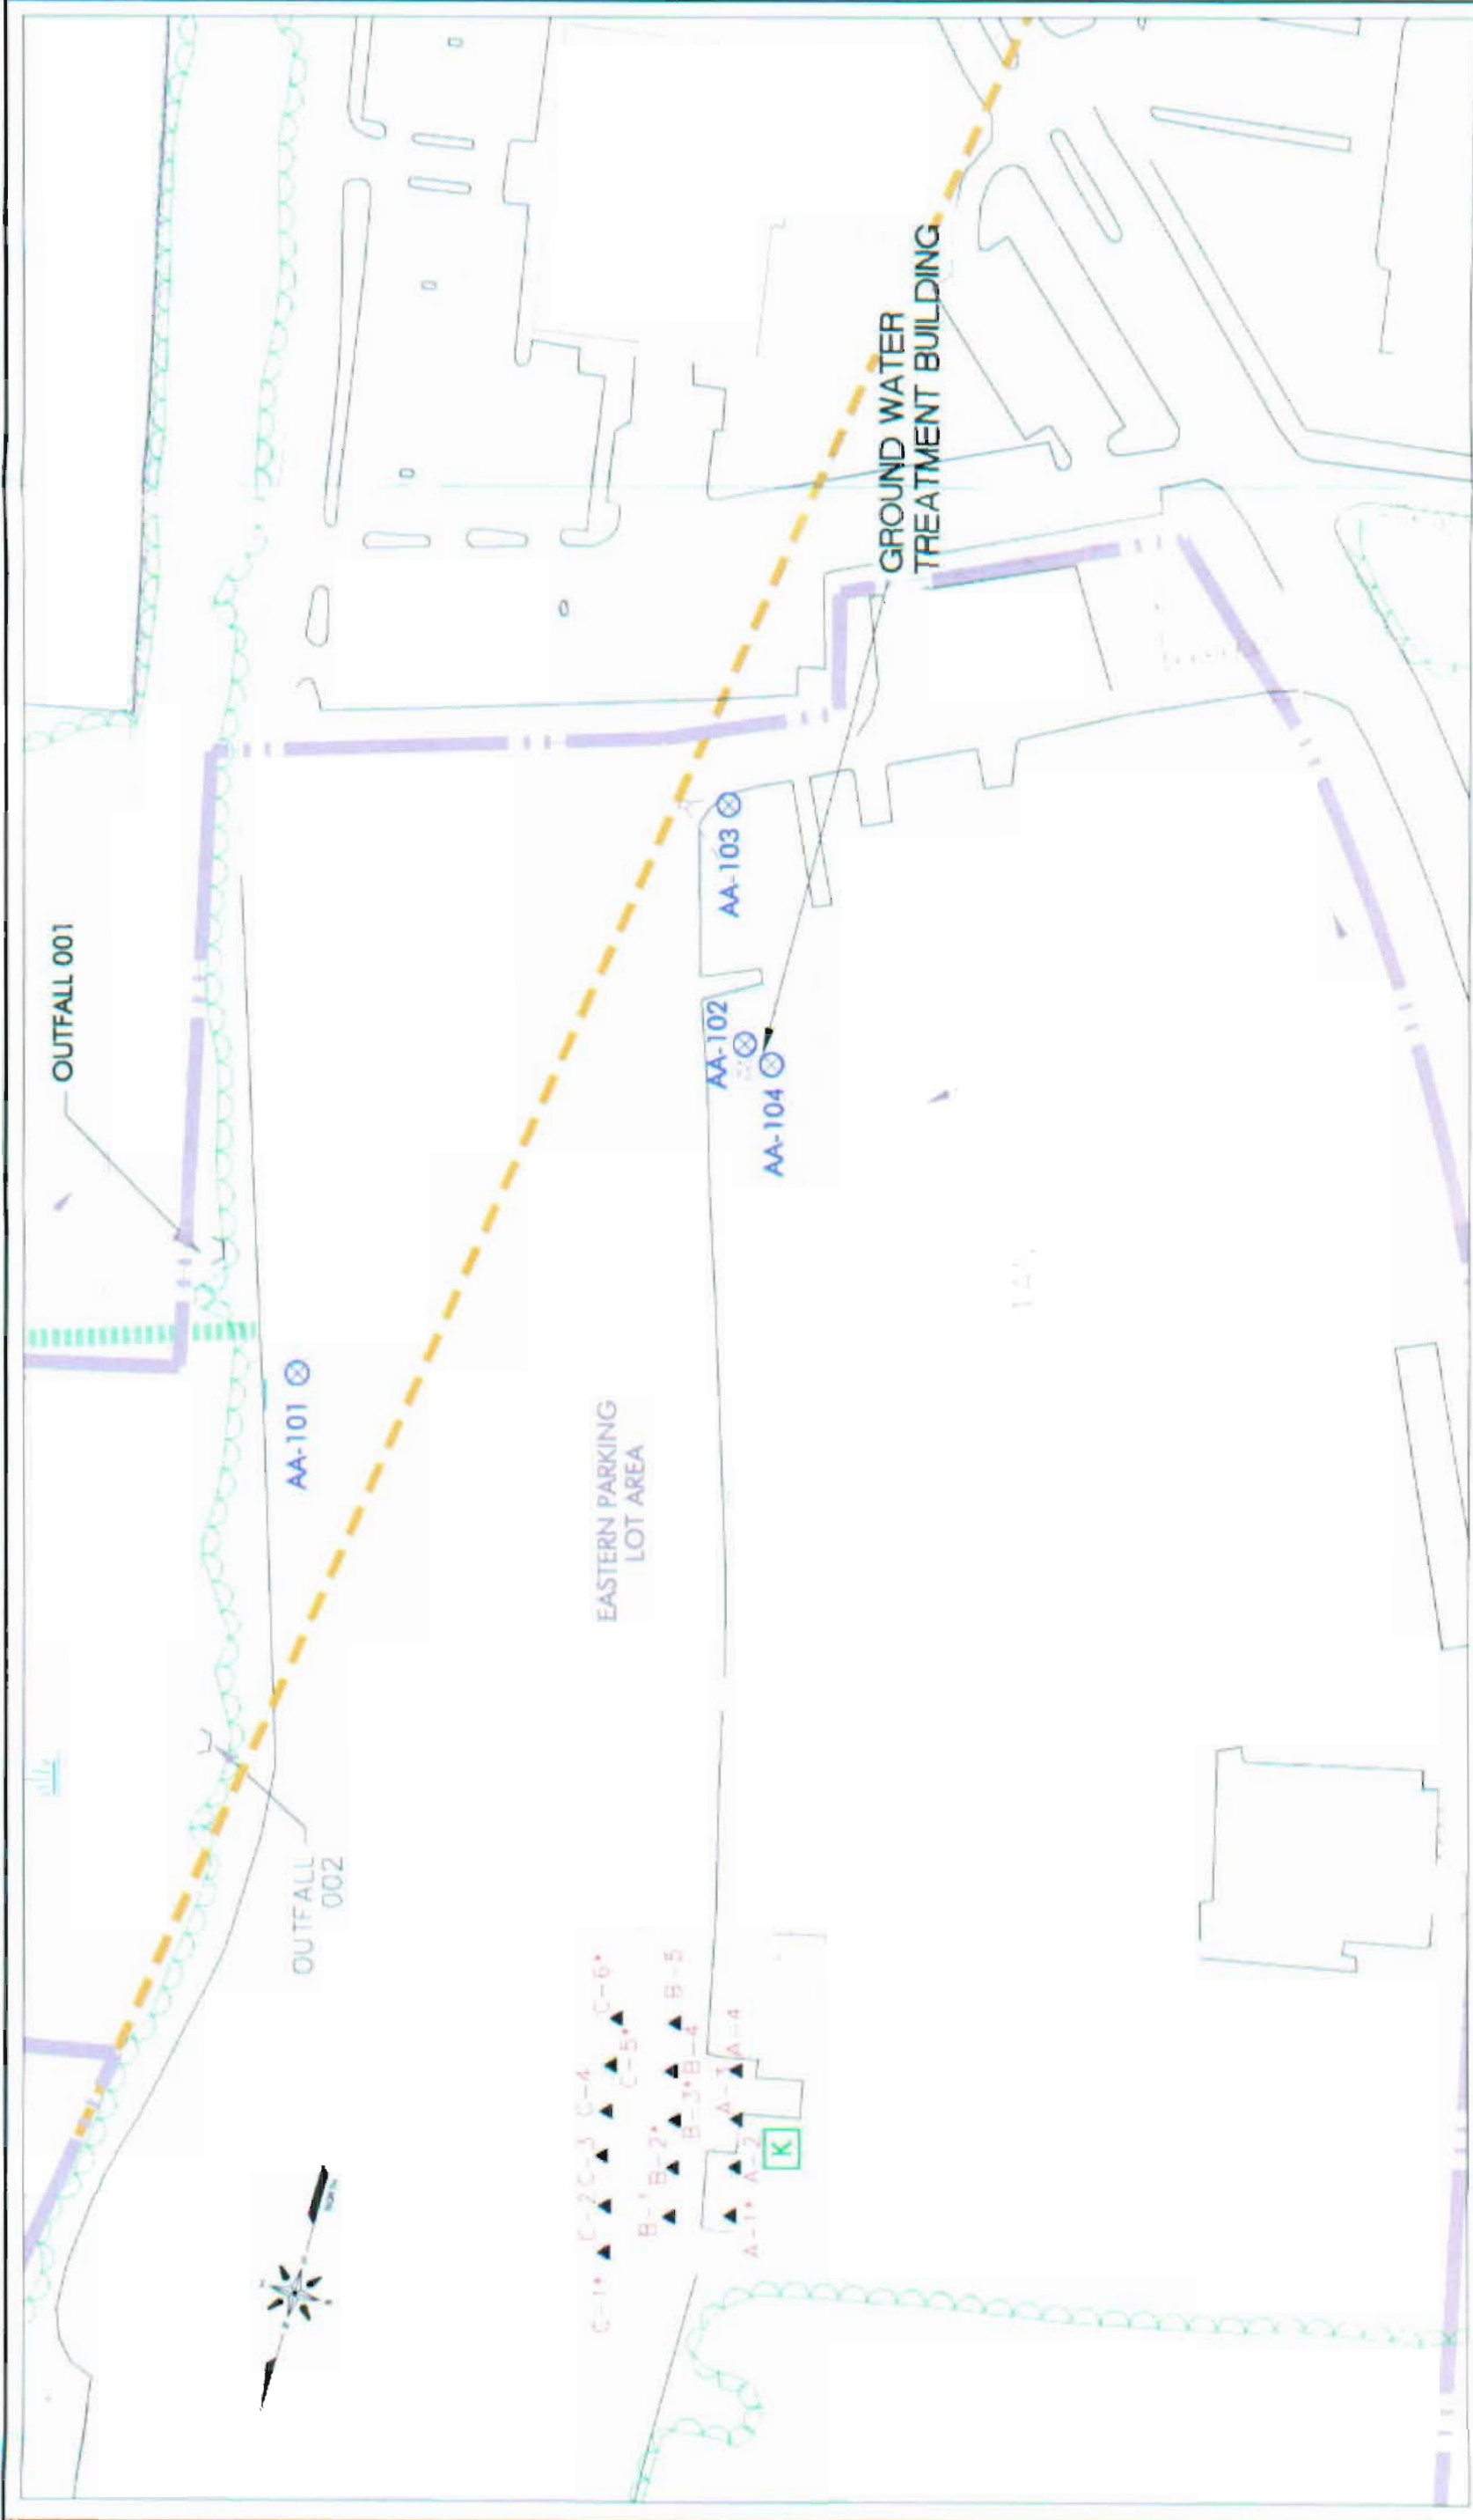 OUTFALL 001
GROUND WATER
TREATMENT BUILDING
AA-103
AA-102
AA-104
AA-101
EASTERN PARKING
LOT AREA
OUTFALL
002
C-1*
C-2
C-3
C-4
C-5*
C-6*
B-1
B-2*
B-3*
B-4
B-5
A-1*
A-2
A-3
A-4
K